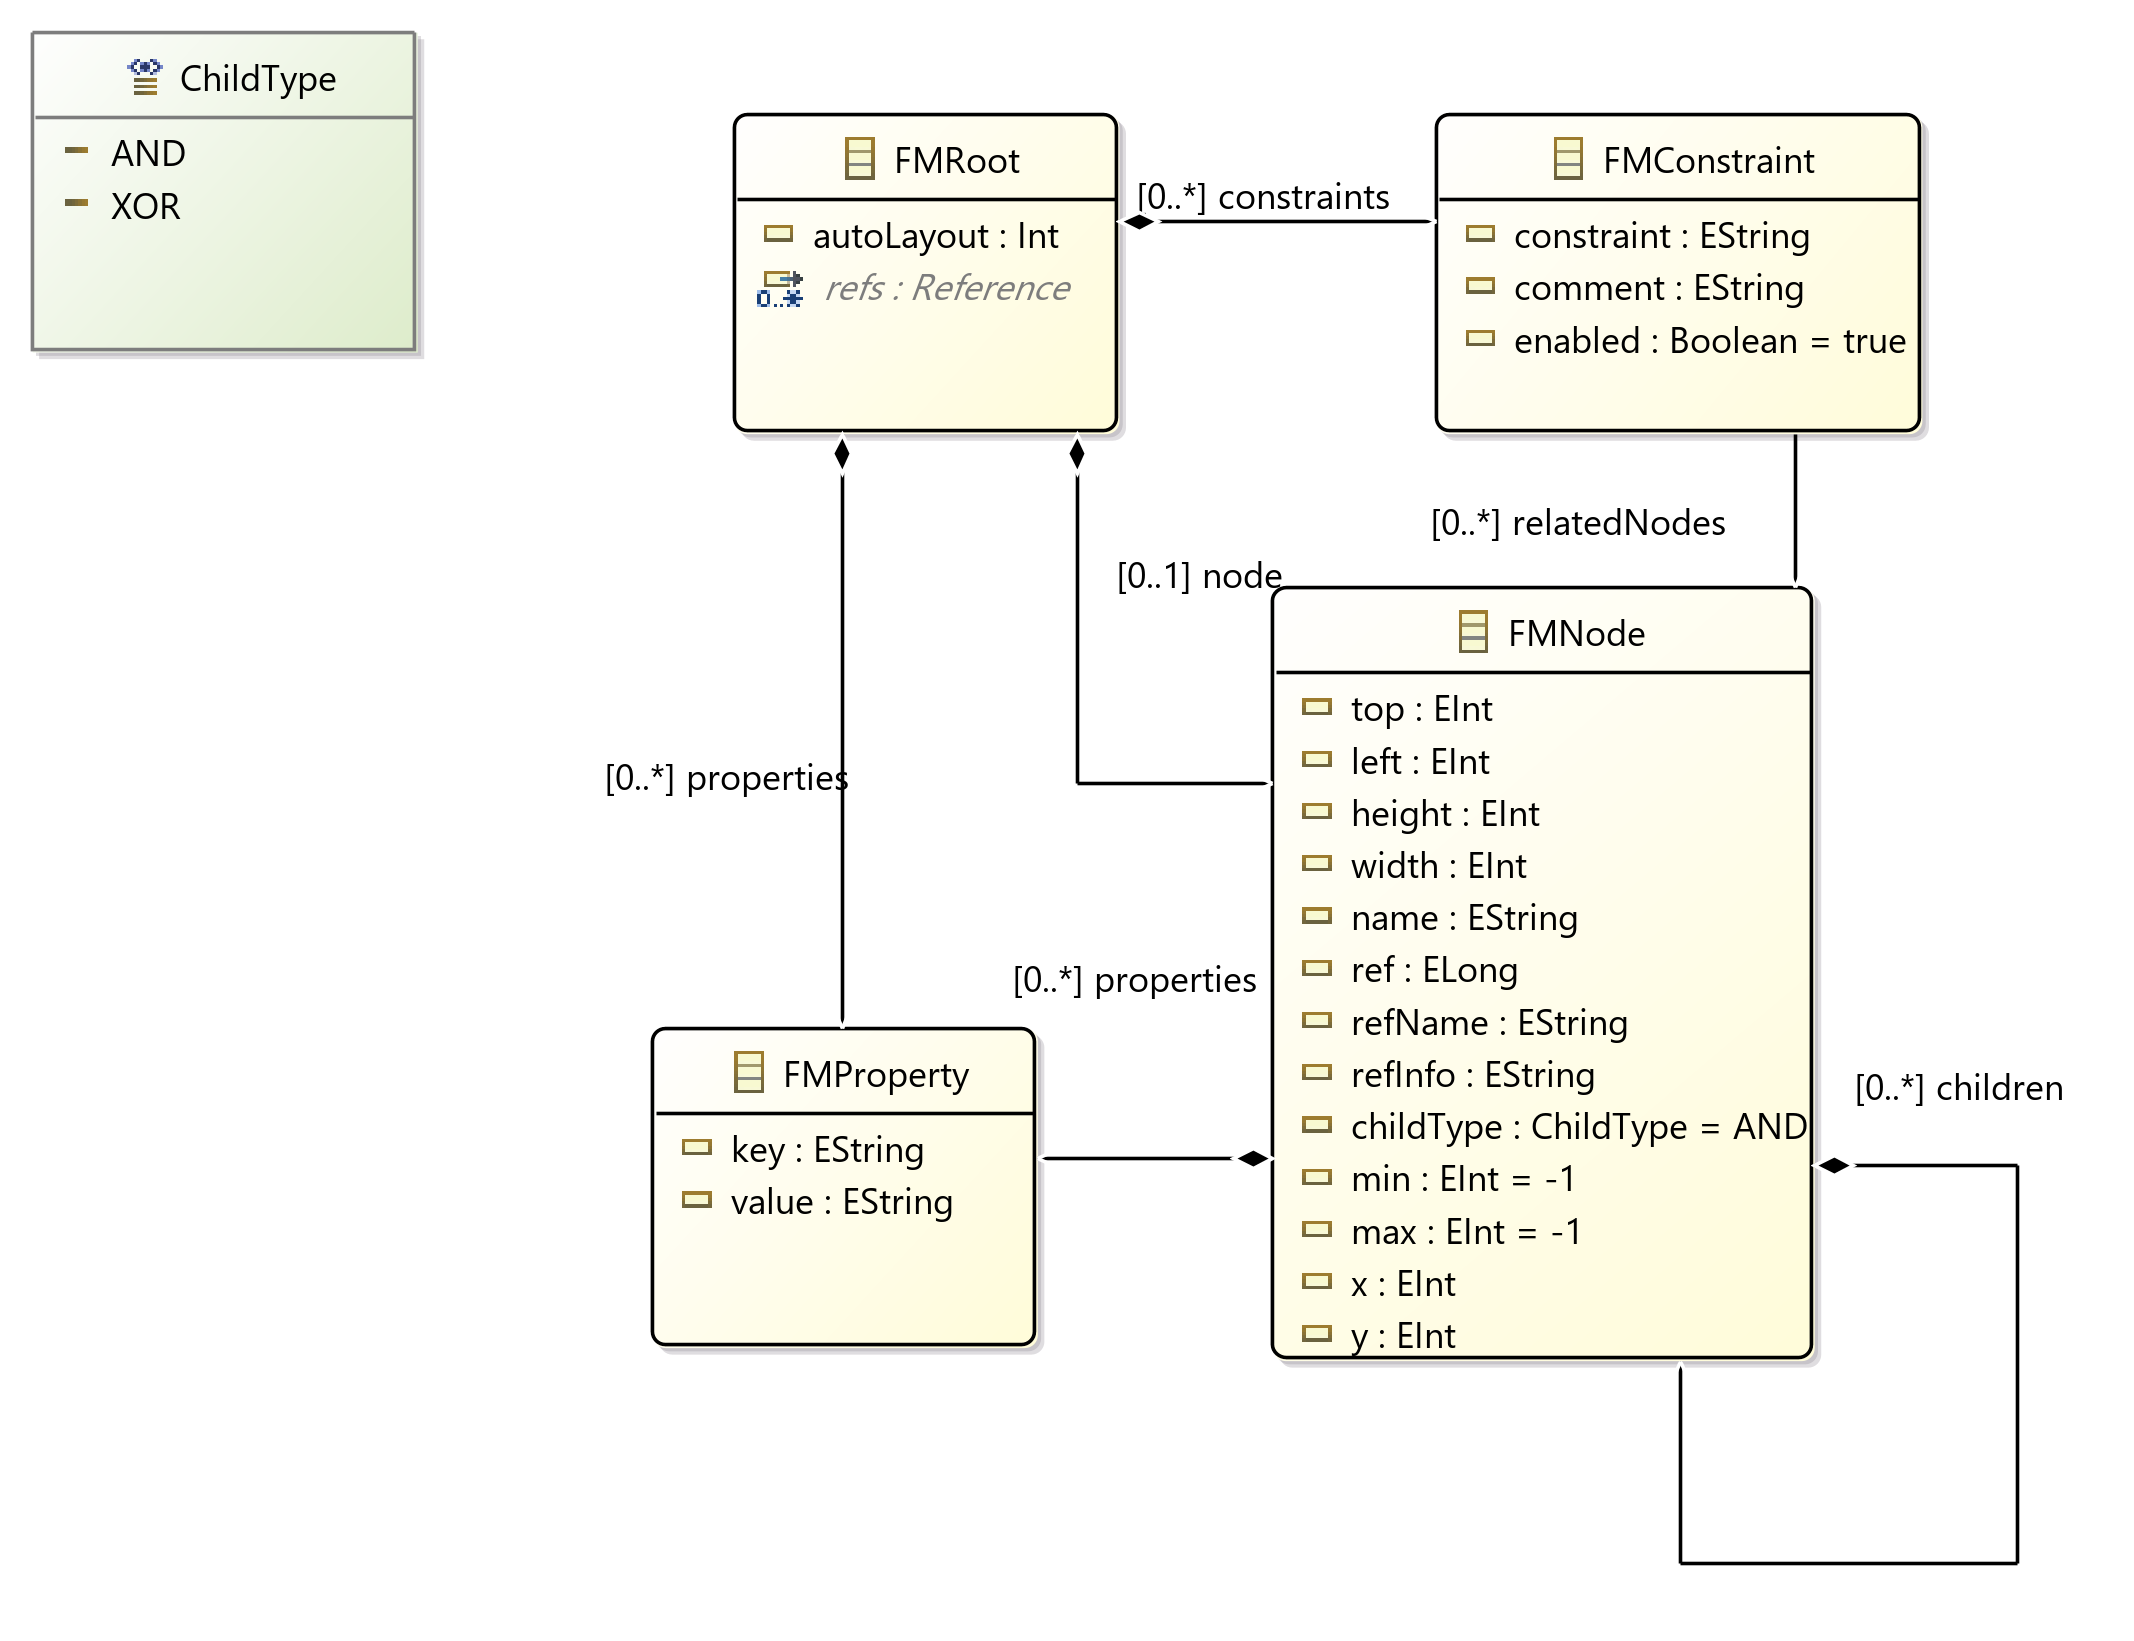 ChildType
AND
XOR
FMRoot
autoLayout : Int
refs : Reference
0..*
[0..*] constraints
FMConstraint
constraint : EString
comment : EString
enabled : Boolean = true
[0..*] relatedNodes
[0..1] node
FMNode
top : EInt
left : EInt
height : EInt
width : EInt
name : EString
ref : ELong
refName : EString
refInfo : EString
childType : ChildType = AND
min : EInt = -1
max : EInt = -1
x : EInt
y : EInt
[0..*] properties
[0..*] properties
FMProperty
key : EString
value : EString
[0..*] children